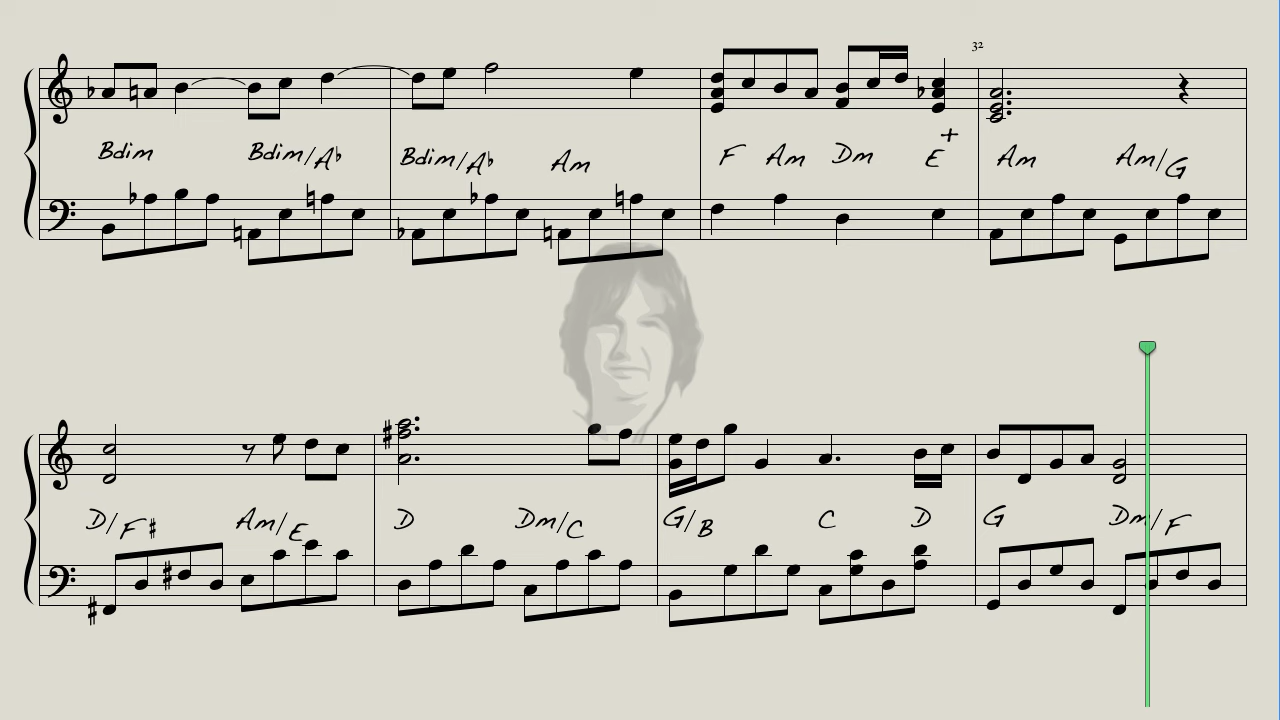 32
Bdim Bdim/A♭ Bdim/A♭ Am F Am Dm E+ Am Am/G
D/F♯ Am/E D Dm/C G/B C D G Dm/F